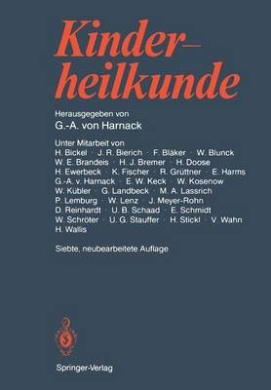 Kinder-
heilkunde
Herausgegeben von
G.-A. von Harnack
Unter Mitarbeit von
H. Bickel · J. R. Bierich · F. Bläker · W. Blunck
W. E. Brandeis · H. J. Bremer · H. Doose
H. Ewerbeck · K. Fischer · R. Grüttner · E. Harms
G.-A. v. Harnack · E. W. Keck · W. Kosenow
W. Kübler · G. Landbeck · M. A. Lassrich
P. Lemburg · W. Lenz · J. Meyer-Rohn
D. Reinhardt · U. B. Schaad · E. Schmidt
W. Schröter · U. G. Stauffer · H. Stickl · V. Wahn
H. Wallis
Siebte, neubearbeitete Auflage
Springer-Verlag